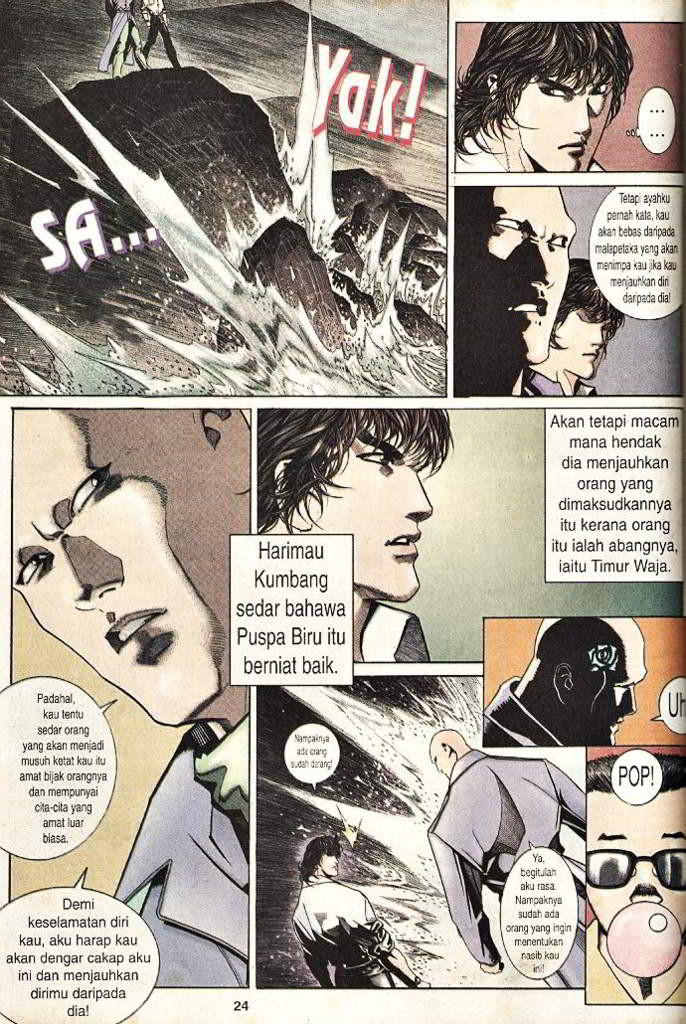 Yak!
SA...
...
...
Tetapi ayahku
pernah kata, kau
akan bebas daripada
malapetaka yang akan
menimpa kau jika kau
menjauhkan diri
daripada dia!
Akan tetapi macam
mana hendak
dia menjauhkan
orang yang
dimaksudkannya
itu kerana orang
itu ialah abangnya,
iaitu Timur Waja.
Harimau
Kumbang
sedar bahawa
Puspa Biru itu
berniat baik.
Padahal,
kau tentu
sedar orang
yang akan menjadi
musuh ketat kau itu
amat bijak orangnya
dan mempunyai
cita-cita yang
amat luar
biasa.
Demi
keselamatan diri
kau, aku harap kau
akan dengar cakap aku
ini dan menjauhkan
dirimu daripada
dia!
Nampaknya
ada orang
sudah datang!
Uh
POP!
Ya,
begitulah
aku rasa.
Nampaknya
sudah ada
orang yang ingin
menentukan
nasib kau
ini!
24